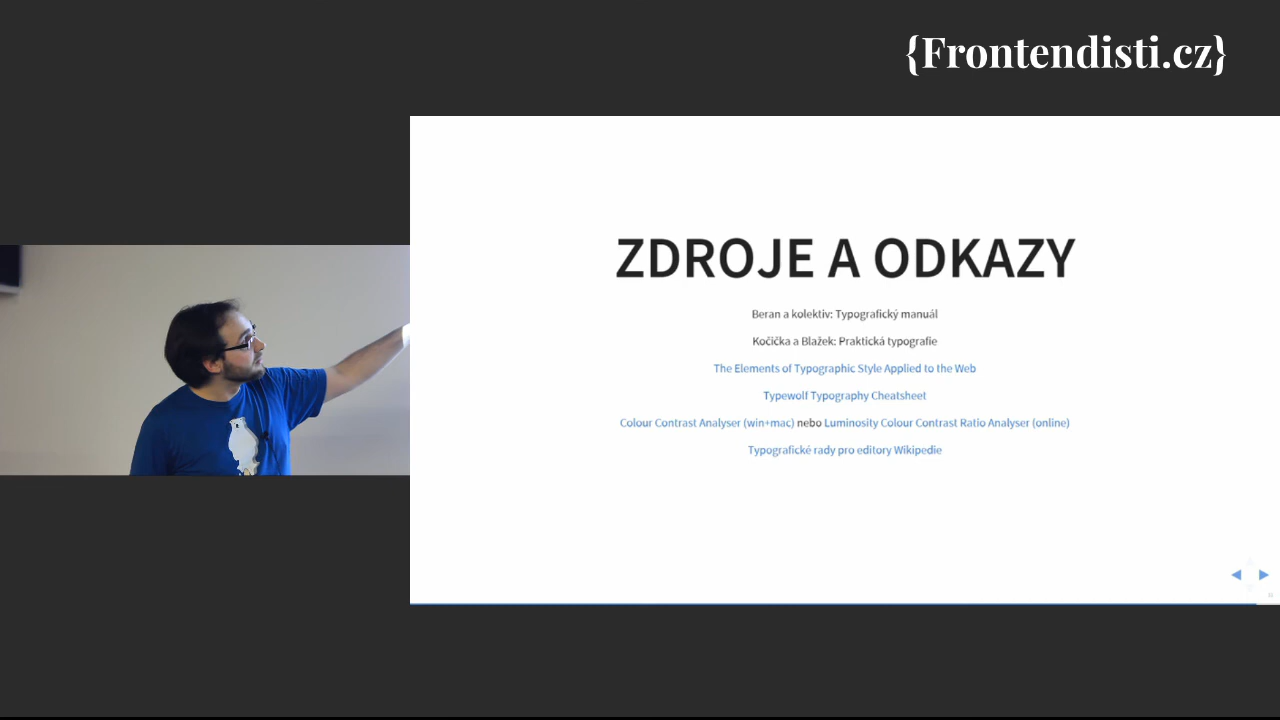 {Frontendisti.cz}
ZDROJE A ODKAZY
Beran a kolektiv: Typografický manuál
Kočička a Blažek: Praktická typografie
The Elements of Typographic Style Applied to the Web
Typewolf Typography Cheatsheet
Colour Contrast Analyser (win+mac) nebo Luminosity Colour Contrast Ratio Analyser (online)
Typografické rady pro editory Wikipedie